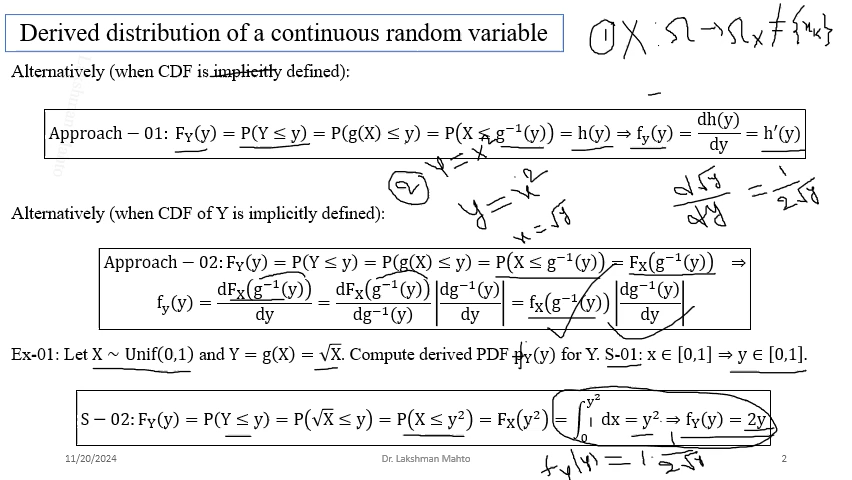 Derived distribution of a continuous random variable
① X : Ω → Ω_X ≠ {x_k}
Alternatively (when CDF is implicitly defined):
Approach − 01: F_Y(y) = P(Y ≤ y) = P(g(X) ≤ y) = P(X ≤ g⁻¹(y)) = h(y) ⇒ f_y(y) = dh(y)/dy = h′(y)
② Y = X²
y = x²
x = √y
d√y/dy = 1/2√y
Alternatively (when CDF of Y is implicitly defined):
Approach − 02: F_Y(y) = P(Y ≤ y) = P(g(X) ≤ y) = P(X ≤ g⁻¹(y)) = F_X(g⁻¹(y)) ⇒
f_y(y) = dF_X(g⁻¹(y))/dy = dF_X(g⁻¹(y))/dg⁻¹(y) |dg⁻¹(y)/dy| = f_X(g⁻¹(y)) |dg⁻¹(y)/dy|
Ex-01: Let X ~ Unif(0,1) and Y = g(X) = √X. Compute derived PDF f_Y(y) for Y. S-01: x ∈ [0,1] ⇒ y ∈ [0,1].
S − 02: F_Y(y) = P(Y ≤ y) = P(√X ≤ y) = P(X ≤ y²) = F_X(y²) = ∫₀^{y²} 1 dx = y² ⇒ f_Y(y) = 2y
f_Y(y) = 1 · 1/2√y
11/20/2024
Dr. Lakshman Mahto
2